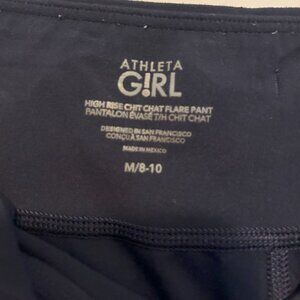 ATHLETA
G!RL
HIGH RISE CHIT CHAT FLARE PANT
PANTALON ÉVASÉ T/H CHIT CHAT
DESIGNED IN SAN FRANCISCO
CONÇU À SAN FRANCISCO
MADE IN MEXICO
M/8-10